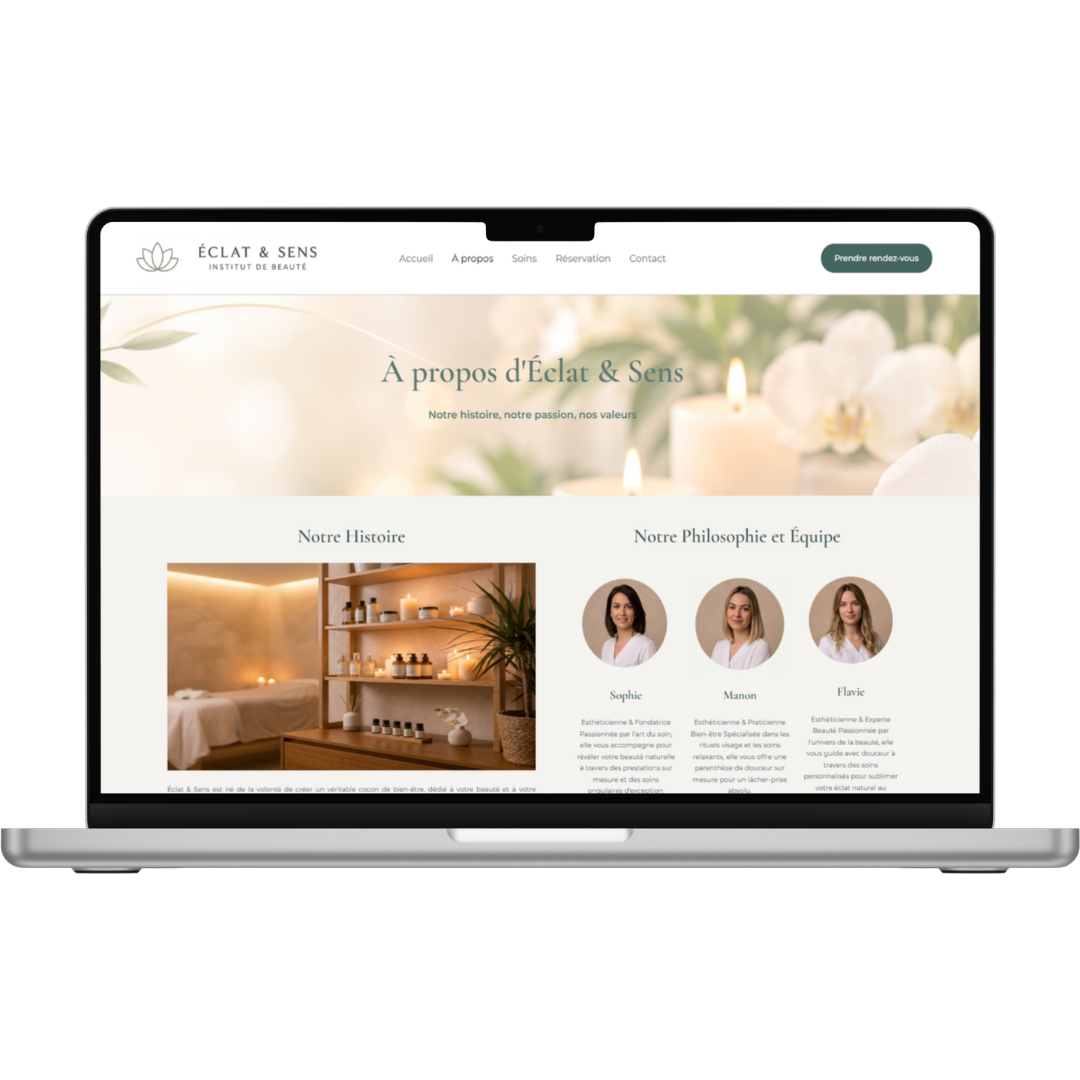 ÉCLAT & SENS
INSTITUT DE BEAUTÉ
Accueil
À propos
Soins
Réservation
Contact
Prendre rendez-vous
À propos d'Éclat & Sens
Notre histoire, notre passion, nos valeurs
Notre Histoire
Éclat & Sens est né de la volonté de créer un véritable cocon de bien-être, dédié à votre beauté et à votre
Notre Philosophie et Équipe
Sophie
Esthéticienne & Fondatrice
Passionnée par l'art du soin,
elle vous accompagne pour
révéler votre beauté naturelle
à travers des prestations sur
mesure et des soins
singuliers d'exception.
Manon
Esthéticienne & Praticienne
Bien-être Spécialisée dans les
rituels visage et les soins
relaxants, elle vous offre une
parenthèse de douceur sur
mesure pour un lâcher-prise
absolu.
Flavie
Esthéticienne & Experte
Beauté Passionnée par
l'univers de la beauté, elle
vous guide avec douceur à
travers des soins
personnalisés pour sublimer
votre éclat naturel au